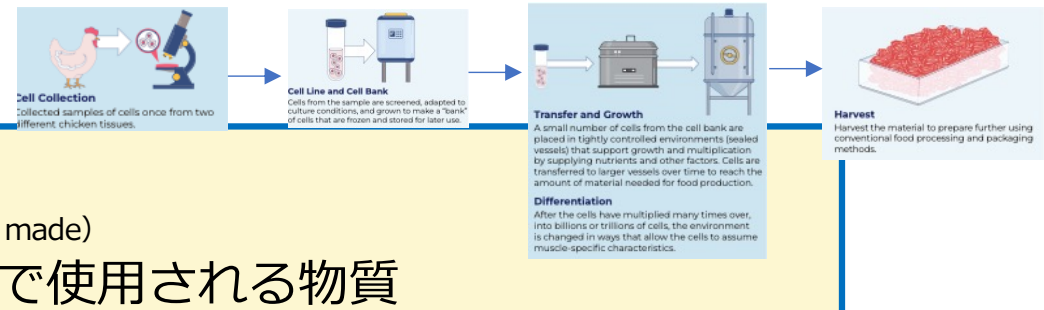 Cell Collection
Collected samples of cells once from two
different chicken tissues.
Cell Line and Cell Bank
Cells from the sample are screened, adapted to
culture conditions, and grown to make a “bank”
of cells that are frozen and stored for later use.
Transfer and Growth
A small number of cells from the cell bank are
placed in tightly controlled environments (sealed
vessels) that support growth and multiplication
by supplying nutrients and other factors. Cells are
transferred to larger vessels over time to reach the
amount of material needed for food production.
Differentiation
After the cells have multiplied many times over,
into billions or trillions of cells, the environment
is changed in ways that allow the cells to assume
muscle-specific characteristics.
Harvest
Harvest the material to prepare further using
conventional food processing and packaging
methods.
made)
で使用される物質